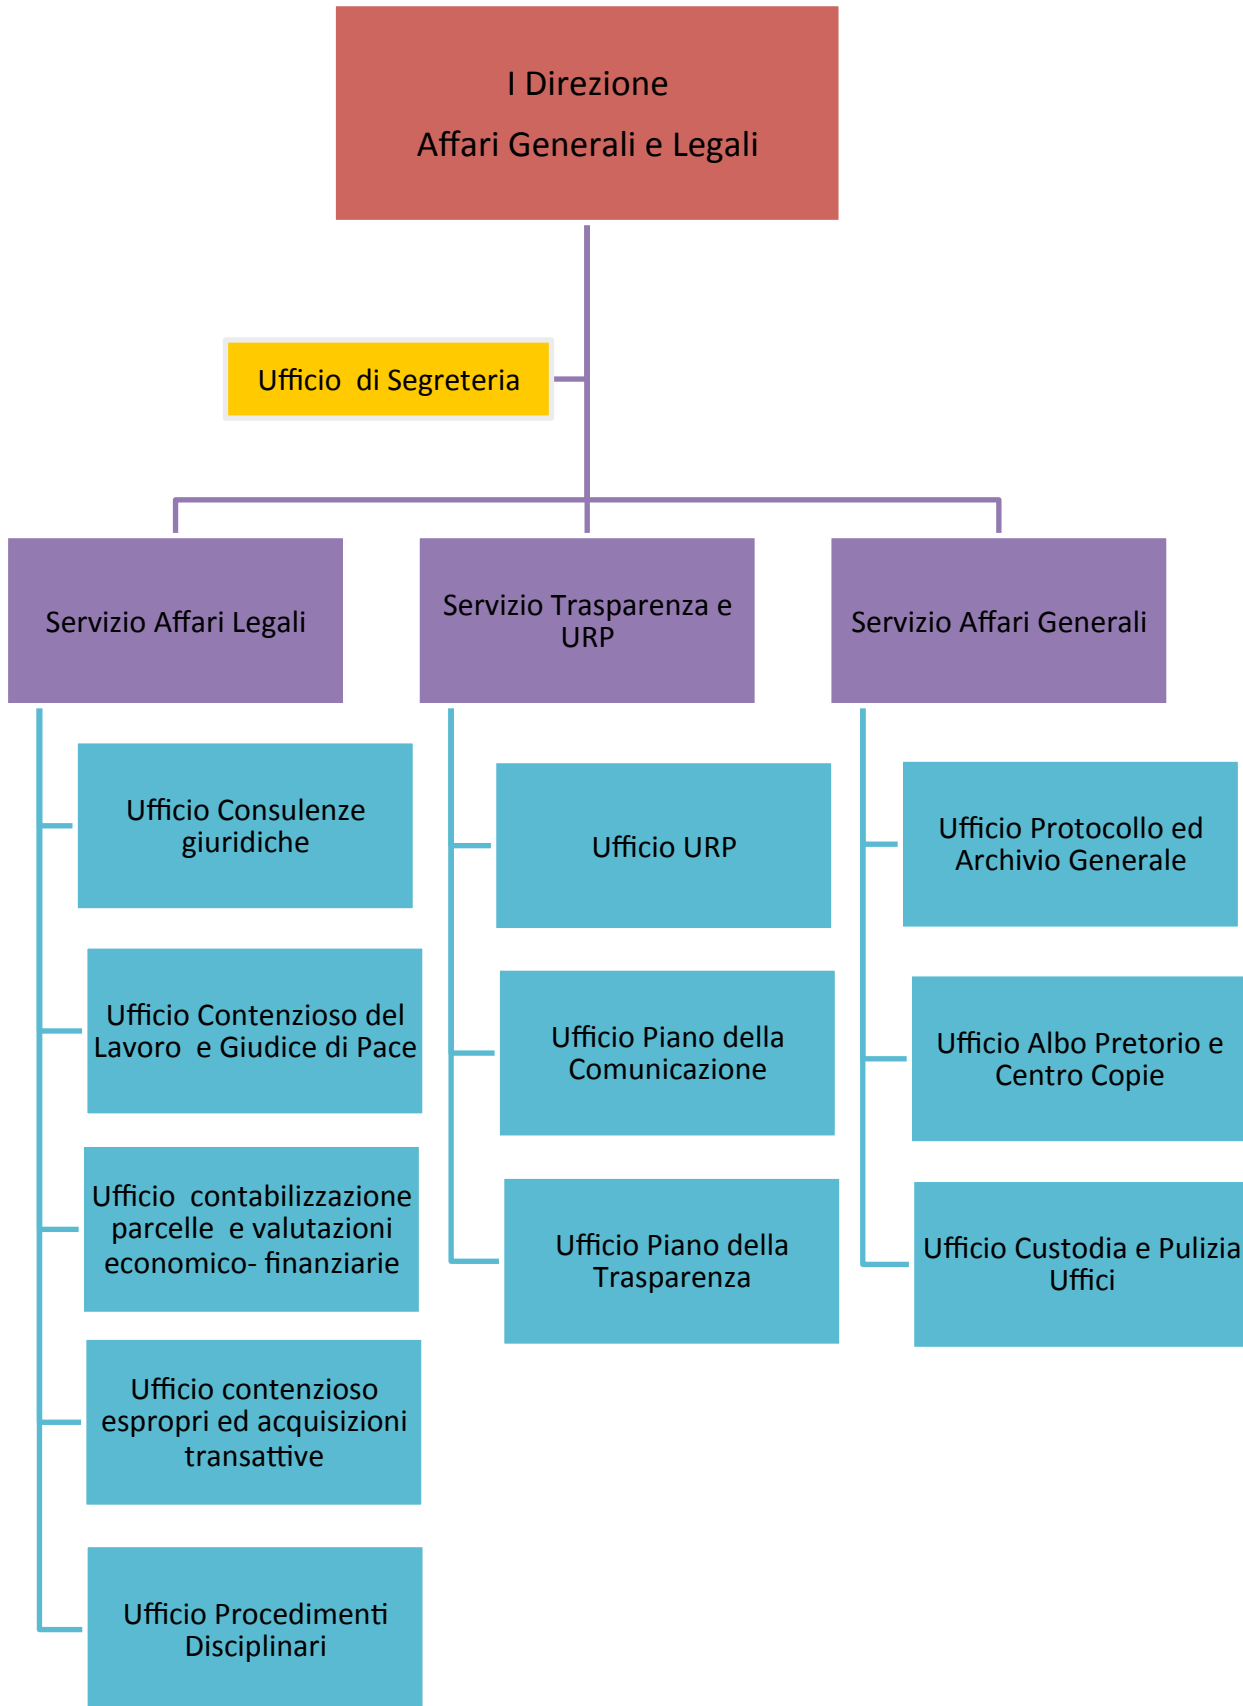 I Direzione
Affari Generali e Legali
Ufficio di Segreteria
Servizio Affari Legali
Servizio Trasparenza e
URP
Servizio Affari Generali
Ufficio Consulenze
giuridiche
Ufficio Contenzioso del
Lavoro e Giudice di Pace
Ufficio contabilizzazione
parcelle e valutazioni
economico- finanziarie
Ufficio contenzioso
espropri ed acquisizioni
transattive
Ufficio Procedimenti
Disciplinari
Ufficio URP
Ufficio Piano della
Comunicazione
Ufficio Piano della
Trasparenza
Ufficio Protocollo ed
Archivio Generale
Ufficio Albo Pretorio e
Centro Copie
Ufficio Custodia e Pulizia
Uffici